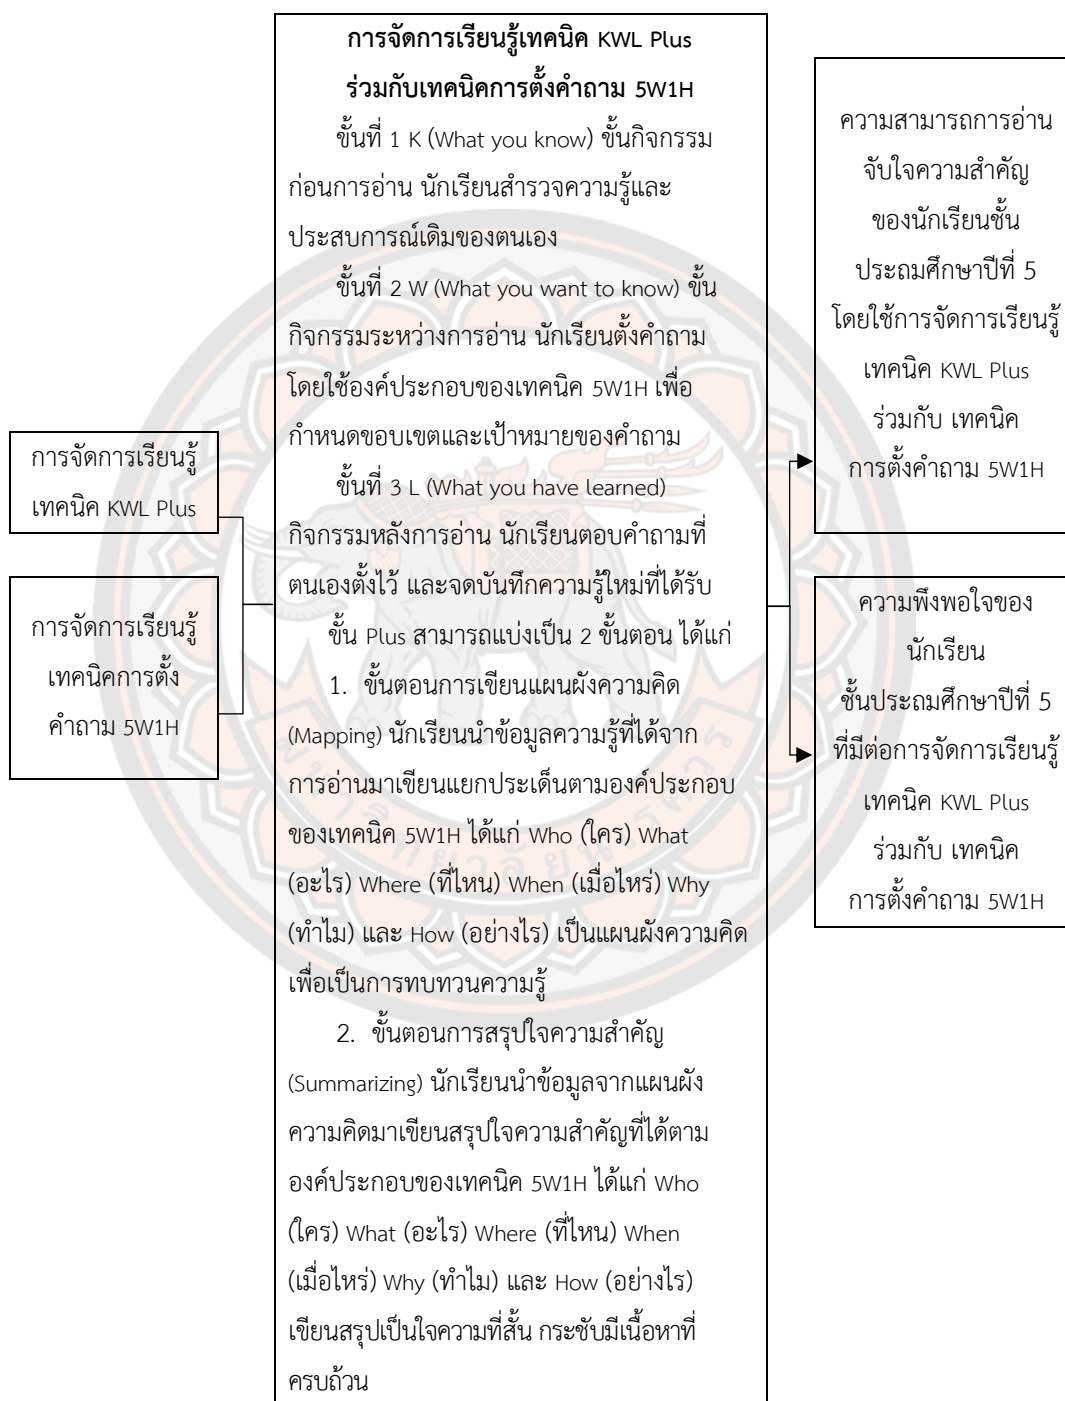 การจัดการเรียนรู้
เทคนิค KWL Plus
การจัดการเรียนรู้
เทคนิคการตั้ง
คำถาม 5W1H
การจัดการเรียนรู้เทคนิค KWL Plus
ร่วมกับเทคนิคการตั้งคำถาม 5W1H
ขั้นที่ 1 K (What you know) ขั้นกิจกรรม
ก่อนการอ่าน นักเรียนสำรวจความรู้และ
ประสบการณ์เดิมของตนเอง
ขั้นที่ 2 W (What you want to know) ขั้น
กิจกรรมระหว่างการอ่าน นักเรียนตั้งคำถาม
โดยใช้องค์ประกอบของเทคนิค 5W1H เพื่อ
กำหนดขอบเขตและเป้าหมายของคำถาม
ขั้นที่ 3 L (What you have learned)
กิจกรรมหลังการอ่าน นักเรียนตอบคำถามที่
ตนเองตั้งไว้ และจดบันทึกความรู้ใหม่ที่ได้รับ
ขั้น Plus สามารถแบ่งเป็น 2 ขั้นตอน ได้แก่
1. ขั้นตอนการเขียนแผนผังความคิด
(Mapping) นักเรียนนำข้อมูลความรู้ที่ได้จาก
การอ่านมาเขียนแยกประเด็นตามองค์ประกอบ
ของเทคนิค 5W1H ได้แก่ Who (ใคร) What
(อะไร) Where (ที่ไหน) When (เมื่อไหร่) Why
(ทำไม) และ How (อย่างไร) เป็นแผนผังความคิด
เพื่อเป็นการทบทวนความรู้
2. ขั้นตอนการสรุปใจความสำคัญ
(Summarizing) นักเรียนนำข้อมูลจากแผนผัง
ความคิดมาเขียนสรุปใจความสำคัญที่ได้ตาม
องค์ประกอบของเทคนิค 5W1H ได้แก่ Who
(ใคร) What (อะไร) Where (ที่ไหน) When
(เมื่อไหร่) Why (ทำไม) และ How (อย่างไร)
เขียนสรุปเป็นใจความที่สั้น กระชับมีเนื้อหาที่
ครบถ้วน
ความสามารถการอ่าน
จับใจความสำคัญ
ของนักเรียนชั้น
ประถมศึกษาปีที่ 5
โดยใช้การจัดการเรียนรู้
เทคนิค KWL Plus
ร่วมกับ เทคนิค
การตั้งคำถาม 5W1H
ความพึงพอใจของ
นักเรียน
ชั้นประถมศึกษาปีที่ 5
ที่มีต่อการจัดการเรียนรู้
เทคนิค KWL Plus
ร่วมกับ เทคนิค
การตั้งคำถาม 5W1H
มหาวิทยาลัยนเรศวร